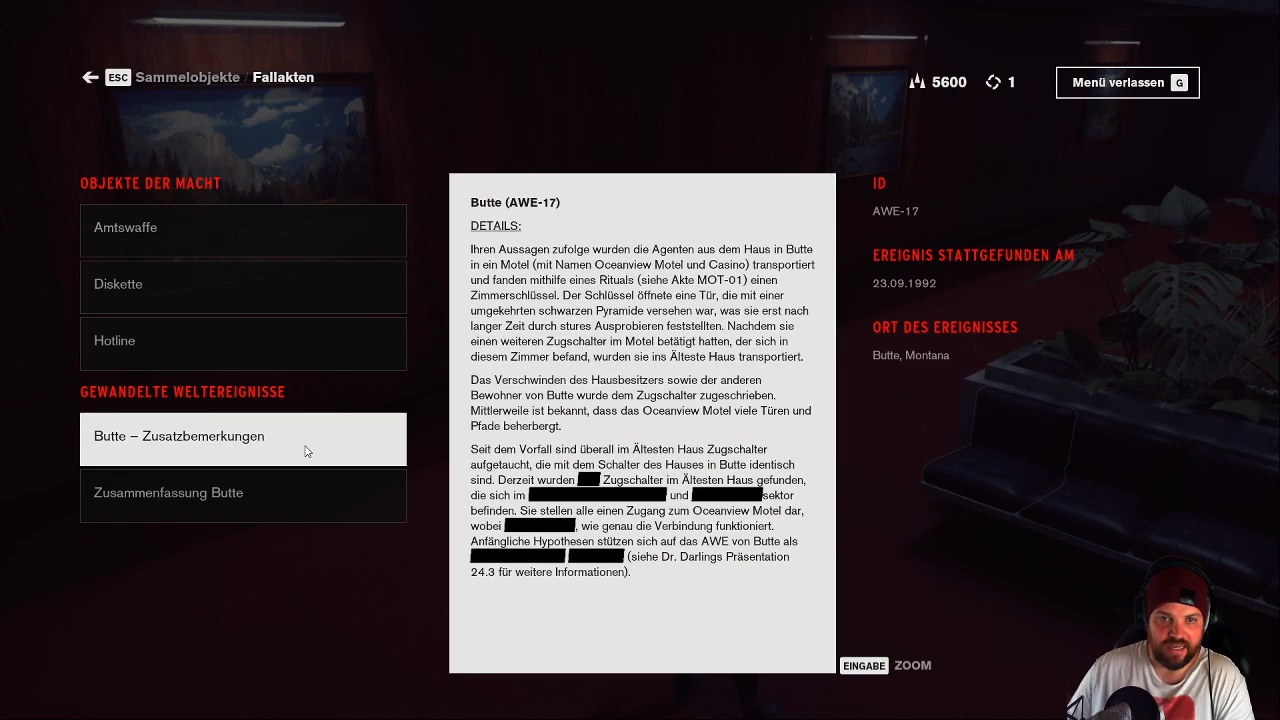 ESC Sammelobjekte / Fallakten
5600 1 Menü verlassen G
OBJEKTE DER MACHT
Amtswaffe
Diskette
Hotline
GEWANDELTE WELTEREIGNISSE
Butte – Zusatzbemerkungen
Zusammenfassung Butte
Butte (AWE-17)
DETAILS:
Ihren Aussagen zufolge wurden die Agenten aus dem Haus in Butte
in ein Motel (mit Namen Oceanview Motel und Casino) transportiert
und fanden mithilfe eines Rituals (siehe Akte MOT-01) einen
Zimmerschlüssel. Der Schlüssel öffnete eine Tür, die mit einer
umgekehrten schwarzen Pyramide versehen war, was sie erst nach
langer Zeit durch stures Ausprobieren feststellten. Nachdem sie
einen weiteren Zugschalter im Motel betätigt hatten, der sich in
diesem Zimmer befand, wurden sie ins Älteste Haus transportiert.
Das Verschwinden des Hausbesitzers sowie der anderen
Bewohner von Butte wurde dem Zugschalter zugeschrieben.
Mittlerweile ist bekannt, dass das Oceanview Motel viele Türen und
Pfade beherbergt.
Seit dem Vorfall sind überall im Ältesten Haus Zugschalter
aufgetaucht, die mit dem Schalter des Hauses in Butte identisch
sind. Derzeit wurden Zugschalter im Ältesten Haus gefunden,
die sich im und sektor
befinden. Sie stellen alle einen Zugang zum Oceanview Motel dar,
wobei , wie genau die Verbindung funktioniert.
Anfängliche Hypothesen stützen sich auf das AWE von Butte als
(siehe Dr. Darlings Präsentation
24.3 für weitere Informationen).
EINGABE ZOOM
ID
AWE-17
EREIGNIS STATTGEFUNDEN AM
23.09.1992
ORT DES EREIGNISSES
Butte, Montana